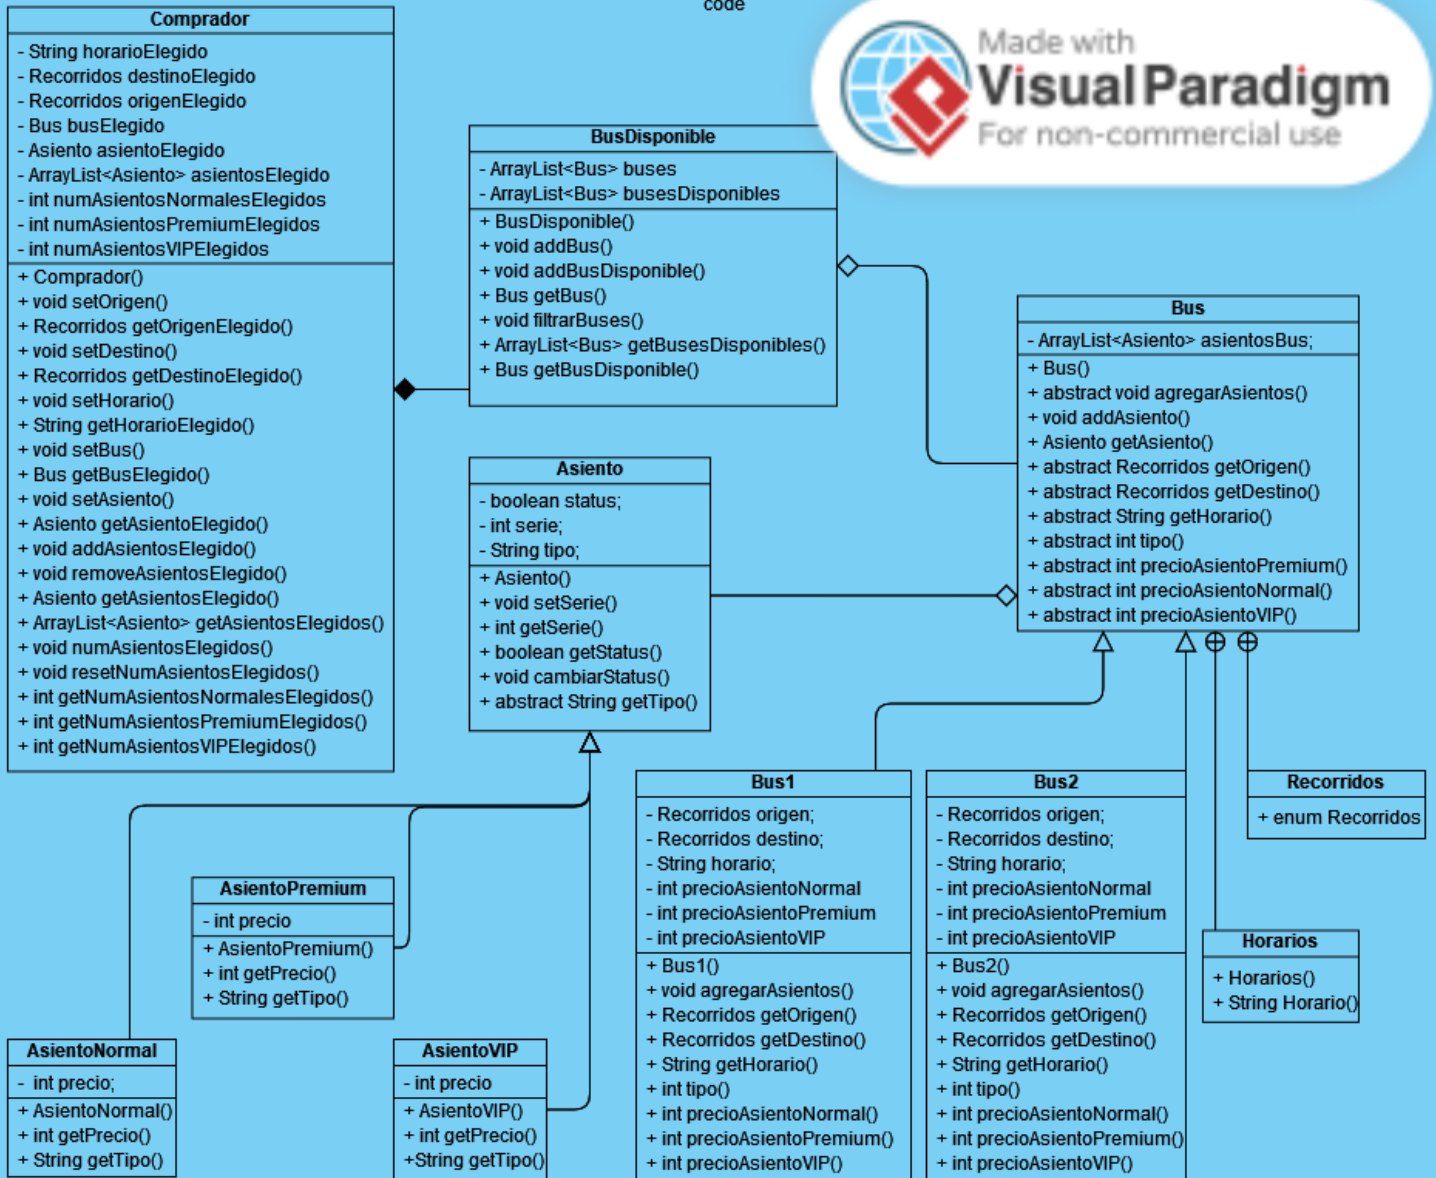 code
Made with
Visual Paradigm
For non-commercial use
Comprador
- String horarioElegido
- Recorridos destinoElegido
- Recorridos origenElegido
- Bus busElegido
- Asiento asientoElegido
- ArrayList<Asiento> asientosElegido
- int numAsientosNormalesElegidos
- int numAsientosPremiumElegidos
- int numAsientosVIPElegidos
+ Comprador()
+ void setOrigen()
+ Recorridos getOrigenElegido()
+ void setDestino()
+ Recorridos getDestinoElegido()
+ void setHorario()
+ String getHorarioElegido()
+ void setBus()
+ Bus getBusElegido()
+ void setAsiento()
+ Asiento getAsientoElegido()
+ void addAsientosElegido()
+ void removeAsientosElegido()
+ Asiento getAsientosElegido()
+ ArrayList<Asiento> getAsientosElegidos()
+ void numAsientosElegidos()
+ void resetNumAsientosElegidos()
+ int getNumAsientosNormalesElegidos()
+ int getNumAsientosPremiumElegidos()
+ int getNumAsientosVIPElegidos()
BusDisponible
- ArrayList<Bus> buses
- ArrayList<Bus> busesDisponibles
+ BusDisponible()
+ void addBus()
+ void addBusDisponible()
+ Bus getBus()
+ void filtrarBuses()
+ ArrayList<Bus> getBusesDisponibles()
+ Bus getBusDisponible()
Bus
- ArrayList<Asiento> asientosBus;
+ Bus()
+ abstract void agregarAsientos()
+ void addAsiento()
+ Asiento getAsiento()
+ abstract Recorridos getOrigen()
+ abstract Recorridos getDestino()
+ abstract String getHorario()
+ abstract int tipo()
+ abstract int precioAsientoPremium()
+ abstract int precioAsientoNormal()
+ abstract int precioAsientoVIP()
Asiento
- boolean status;
- int serie;
- String tipo;
+ Asiento()
+ void setSerie()
+ int getSerie()
+ boolean getStatus()
+ void cambiarStatus()
+ abstract String getTipo()
AsientoPremium
- int precio
+ AsientoPremium()
+ int getPrecio()
+ String getTipo()
AsientoNormal
- int precio;
+ AsientoNormal()
+ int getPrecio()
+ String getTipo()
AsientoVIP
- int precio
+ AsientoVIP()
+ int getPrecio()
+String getTipo()
Bus1
- Recorridos origen;
- Recorridos destino;
- String horario;
- int precioAsientoNormal
- int precioAsientoPremium
- int precioAsientoVIP
+ Bus1()
+ void agregarAsientos()
+ Recorridos getOrigen()
+ Recorridos getDestino()
+ String getHorario()
+ int tipo()
+ int precioAsientoNormal()
+ int precioAsientoPremium()
+ int precioAsientoVIP()
Bus2
- Recorridos origen;
- Recorridos destino;
- String horario;
- int precioAsientoNormal
- int precioAsientoPremium
- int precioAsientoVIP
+ Bus2()
+ void agregarAsientos()
+ Recorridos getOrigen()
+ Recorridos getDestino()
+ String getHorario()
+ int tipo()
+ int precioAsientoNormal()
+ int precioAsientoPremium()
+ int precioAsientoVIP()
Recorridos
+ enum Recorridos
Horarios
+ Horarios()
+ String Horario()